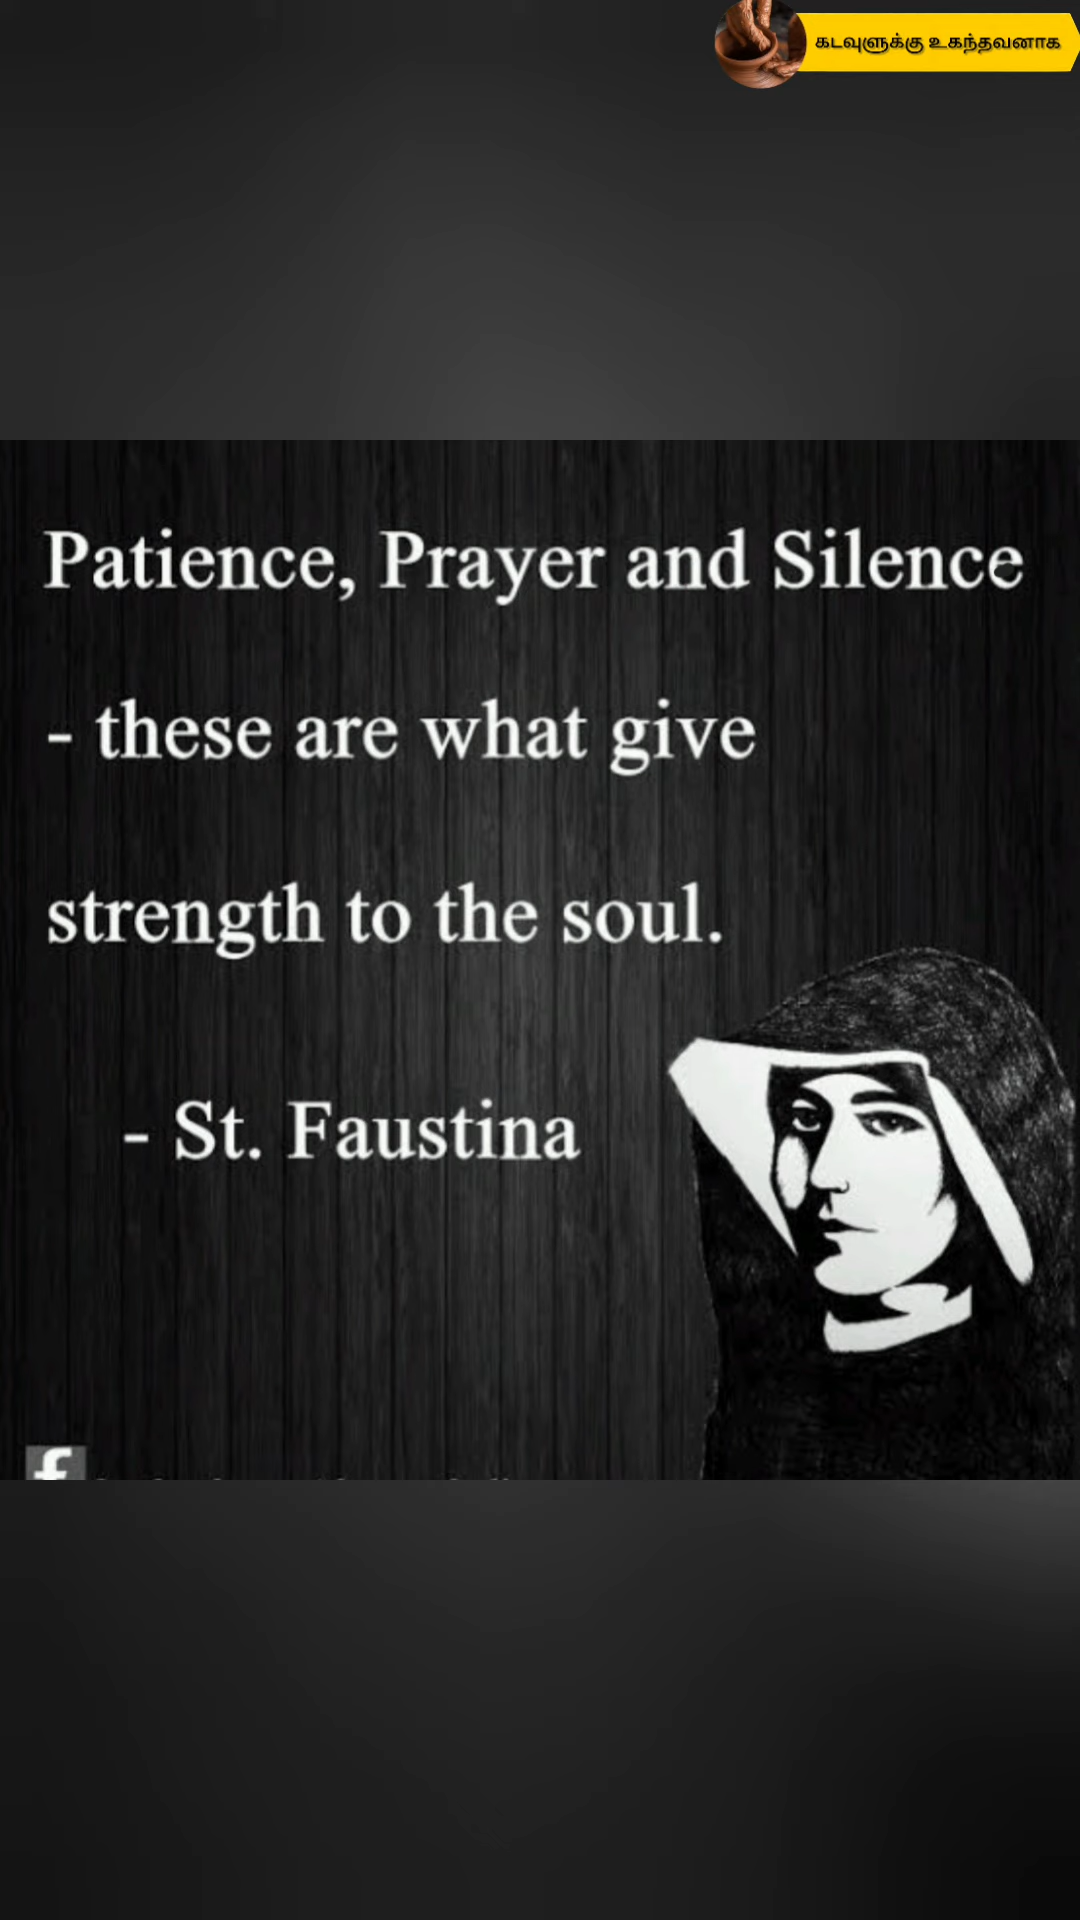 கடவுளுக்கு உகந்தவனாக
Patience, Prayer and Silence
- these are what give
strength to the soul.
- St. Faustina
f